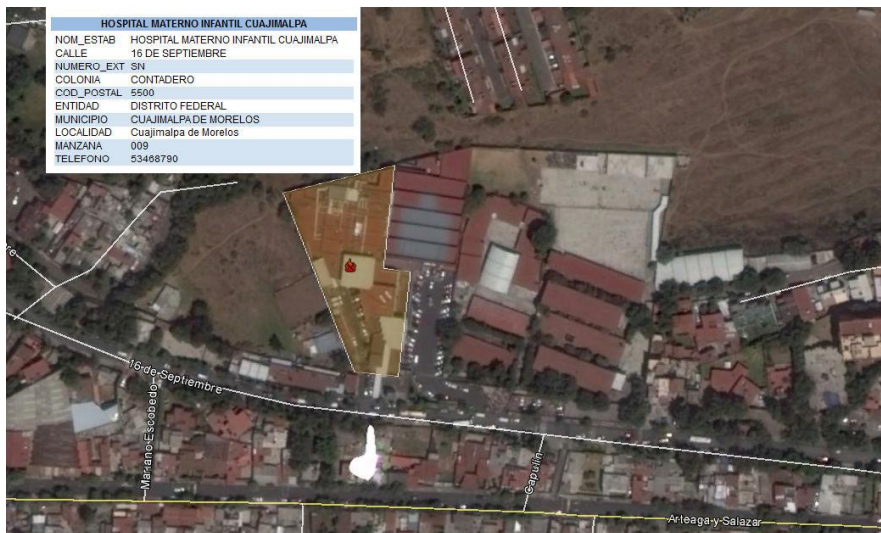 HOSPITAL MATERNO INFANTIL CUAJIMALPA
NOM_ESTAB HOSPITAL MATERNO INFANTIL CUAJIMALPA
CALLE 16 DE SEPTIEMBRE
NUMERO_EXT SN
COLONIA CONTADERO
COD_POSTAL 5500
ENTIDAD DISTRITO FEDERAL
MUNICIPIO CUAJIMALPA DE MORELOS
LOCALIDAD Cuajimalpa de Morelos
MANZANA 009
TELEFONO 53468790
16 de Septiembre
Mariano Escobedo
Capulín
Arteaga y Salazar